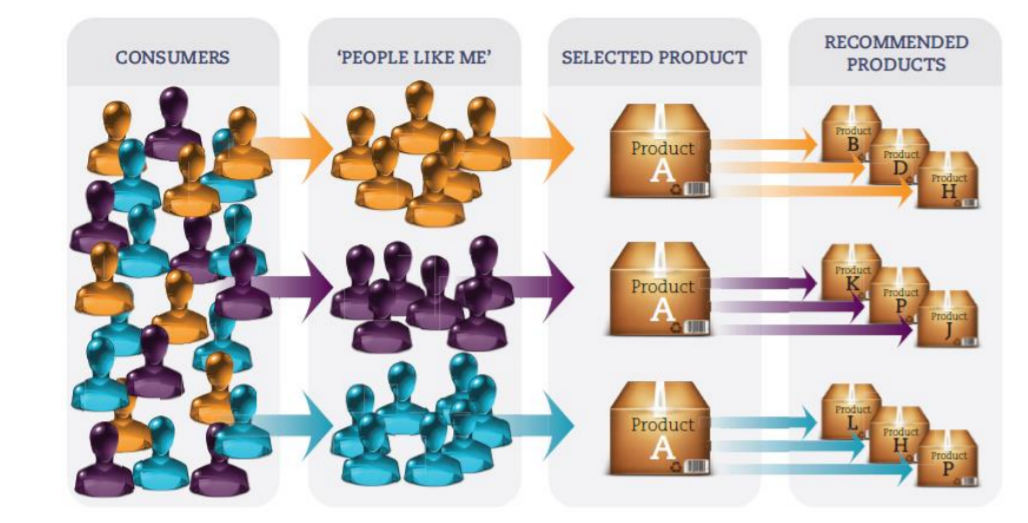 CONSUMERS
‘PEOPLE LIKE ME’
SELECTED PRODUCT
RECOMMENDED
PRODUCTS
Product
A
Product
B
Product
D
Product
H
Product
A
Product
K
Product
P
Product
J
Product
A
Product
L
Product
H
Product
P